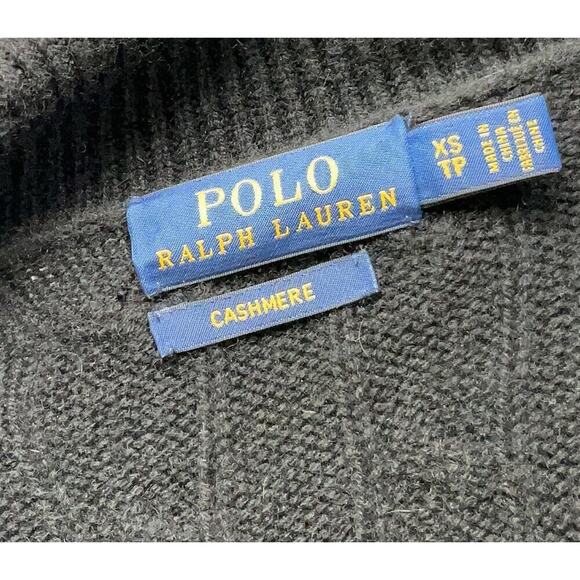 POLO
RALPH LAUREN
XS
TP
MADE IN
CHINA
FABRIQUÉ EN
CHINE
CASHMERE